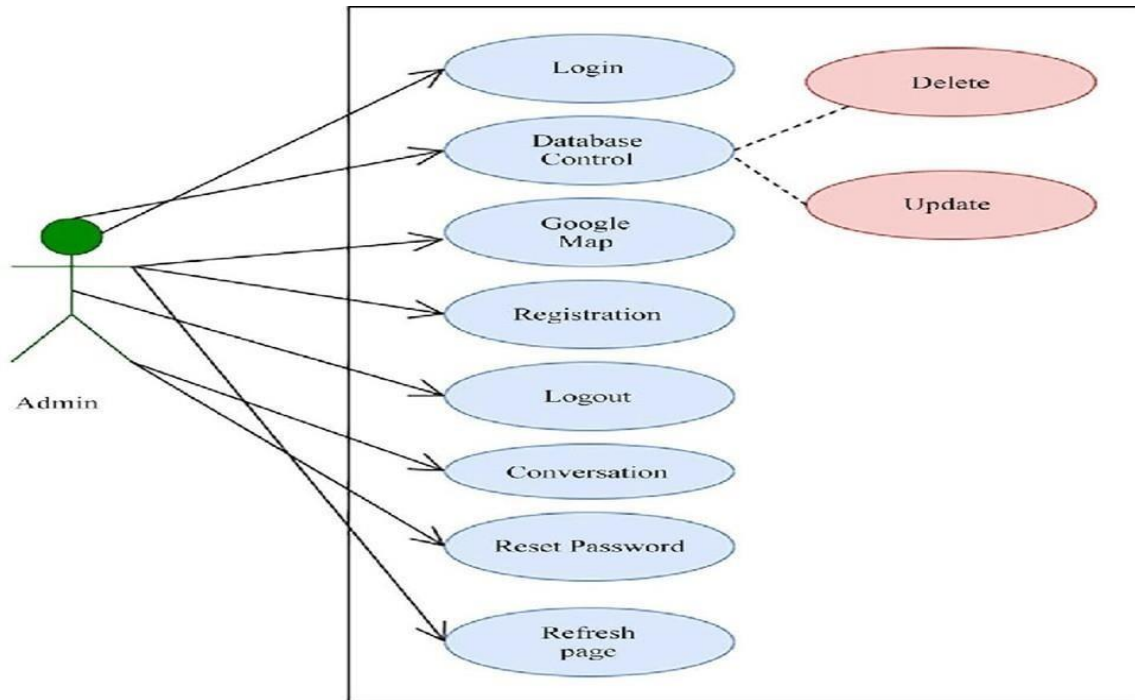 Login
Delete
Database
Control
Update
Google
Map
Registration
Admin
Logout
Conversation
Reset Password
Refresh
page